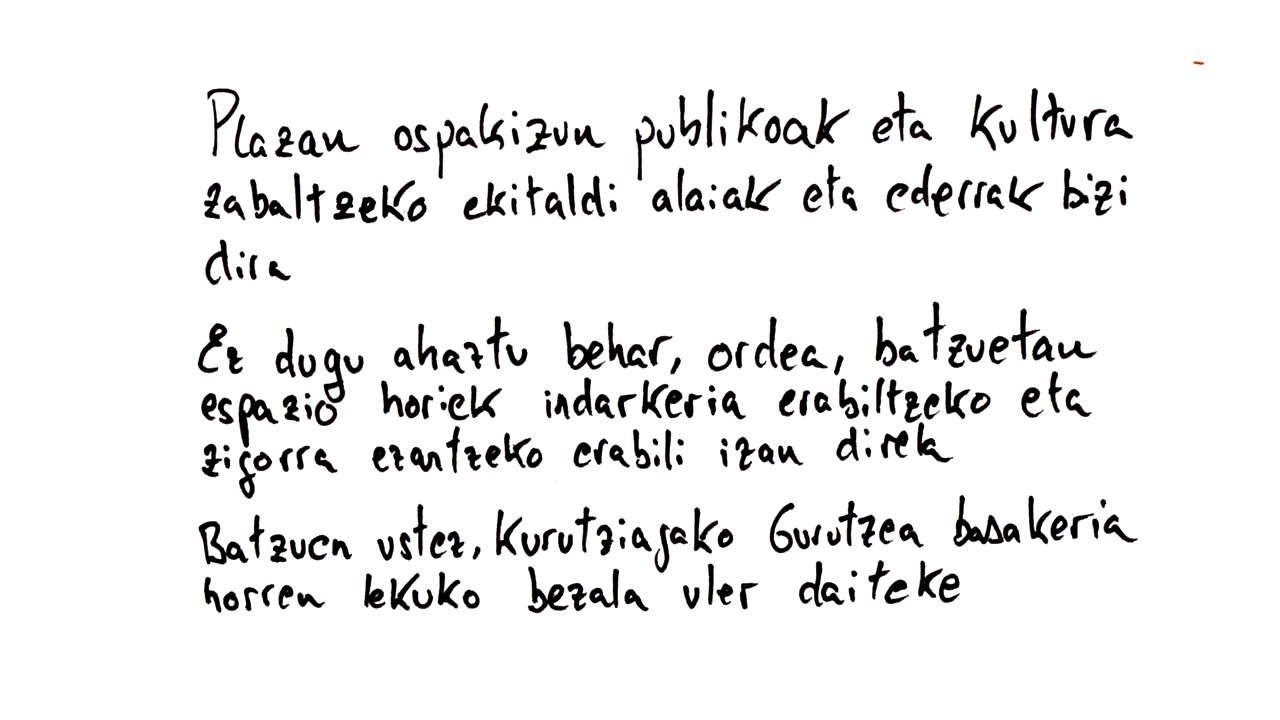 Plazan ospakizun publikoak eta kultura
zabaltzeko ekitaldi alaiak eta ederrak bizi
dira
Ez dugu ahaztu behar, ordea, batzuetan
espazio horiek indarkeria erabiltzeko eta
zigorra ezantzeko erabili izan direla
Batzuen ustez, Kurutziagako Gurutzea basakeria
horren lekuko bezala uler daiteke